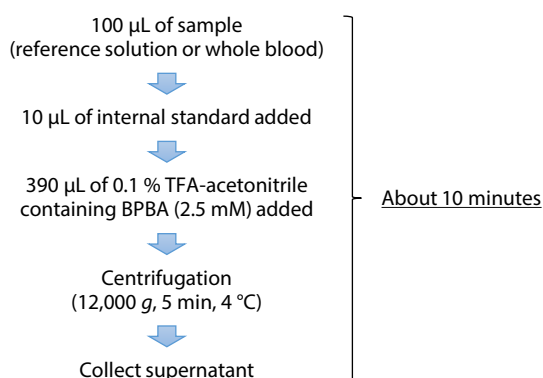 100 µL of sample
(reference solution or whole blood)
10 µL of internal standard added
390 µL of 0.1 % TFA-acetonitrile
containing BPBA (2.5 mM) added
About 10 minutes
Centrifugation
(12,000 g, 5 min, 4 °C)
Collect supernatant